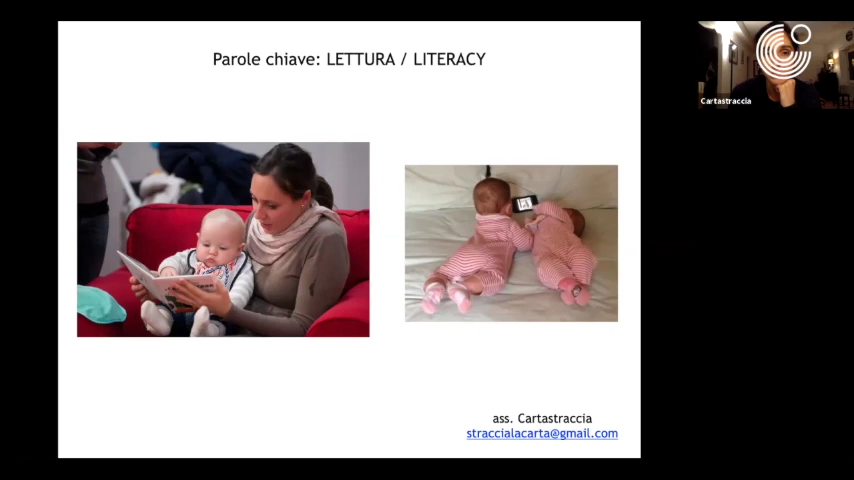 Parole chiave: LETTURA / LITERACY
Cartastraccia
ass. Cartastraccia
straccialacarta@gmail.com